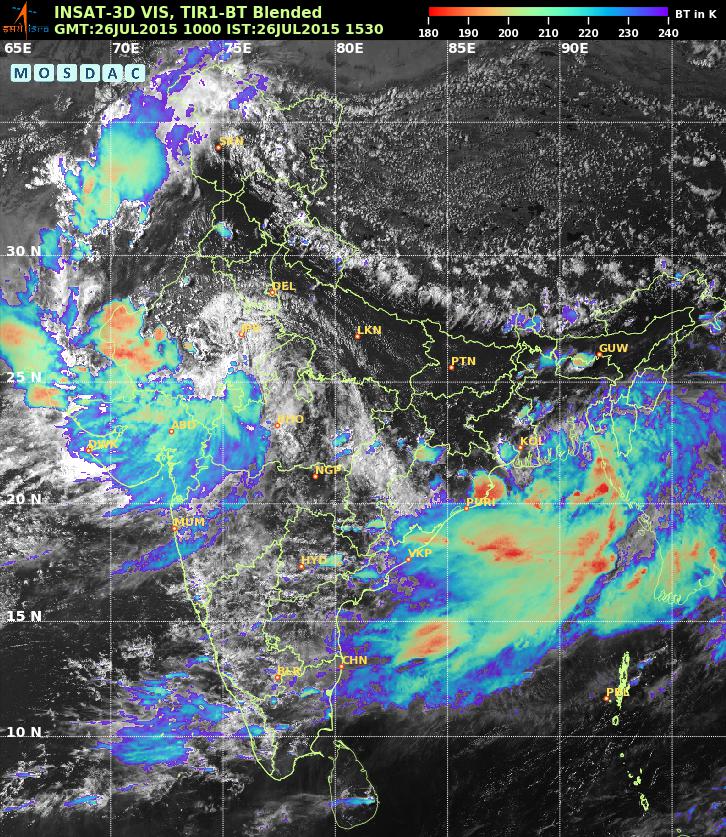 INSAT-3D VIS, TIR1-BT Blended
GMT:26JUL2015 1000 IST:26JUL2015 1530
BT in K
180 190 200 210 220 230 240
65E 70E 75E 80E 85E 90E
MOSDAC
SRN
30 N
DEL
JPR
LKN
GUW
PTN
25 N
ABD
BHO
KOL
DWK
NGP
20 N
PURI
MUM
VKP
HYD
15 N
CHN
BLR
PBL
10 N